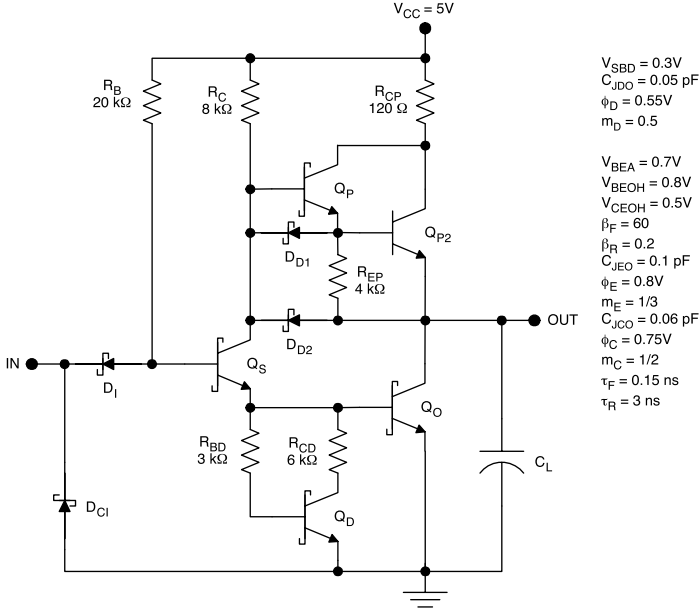 V_CC = 5V
R_B
20 kΩ
R_C
8 kΩ
R_CP
120 Ω
Q_P
Q_P2
D_D1
R_EP
4 kΩ
D_D2
OUT
IN
D_I
Q_S
Q_O
R_BD
3 kΩ
R_CD
6 kΩ
C_L
D_CI
Q_D
V_SBD = 0.3V
C_JDO = 0.05 pF
ϕ_D = 0.55V
m_D = 0.5
V_BEA = 0.7V
V_BEOH = 0.8V
V_CEOH = 0.5V
β_F = 60
β_R = 0.2
C_JEO = 0.1 pF
ϕ_E = 0.8V
m_E = 1/3
C_JCO = 0.06 pF
ϕ_C = 0.75V
m_C = 1/2
τ_F = 0.15 ns
τ_R = 3 ns